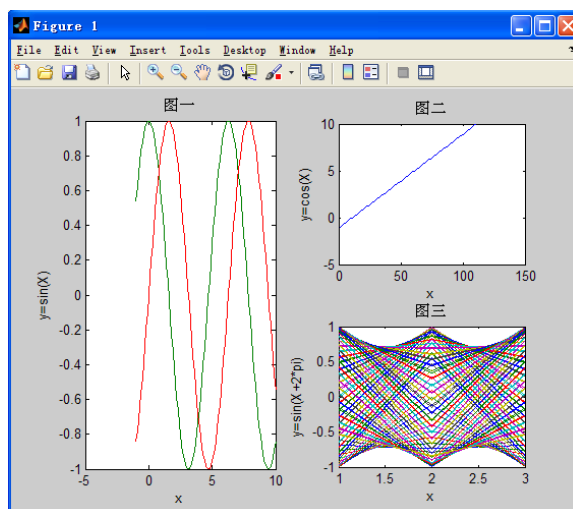 Figure 1
File Edit View Insert Tools Desktop Window Help
图一
1
0.8
0.6
0.4
0.2
0
-0.2
-0.4
-0.6
-0.8
-1
y=sin(X)
-5 0 5 10
x
图二
10
5
0
-5
y=cos(X)
0 50 100 150
x
图三
1
0.5
0
-0.5
-1
y=sin(X+2*pi)
1 1.5 2 2.5 3
x